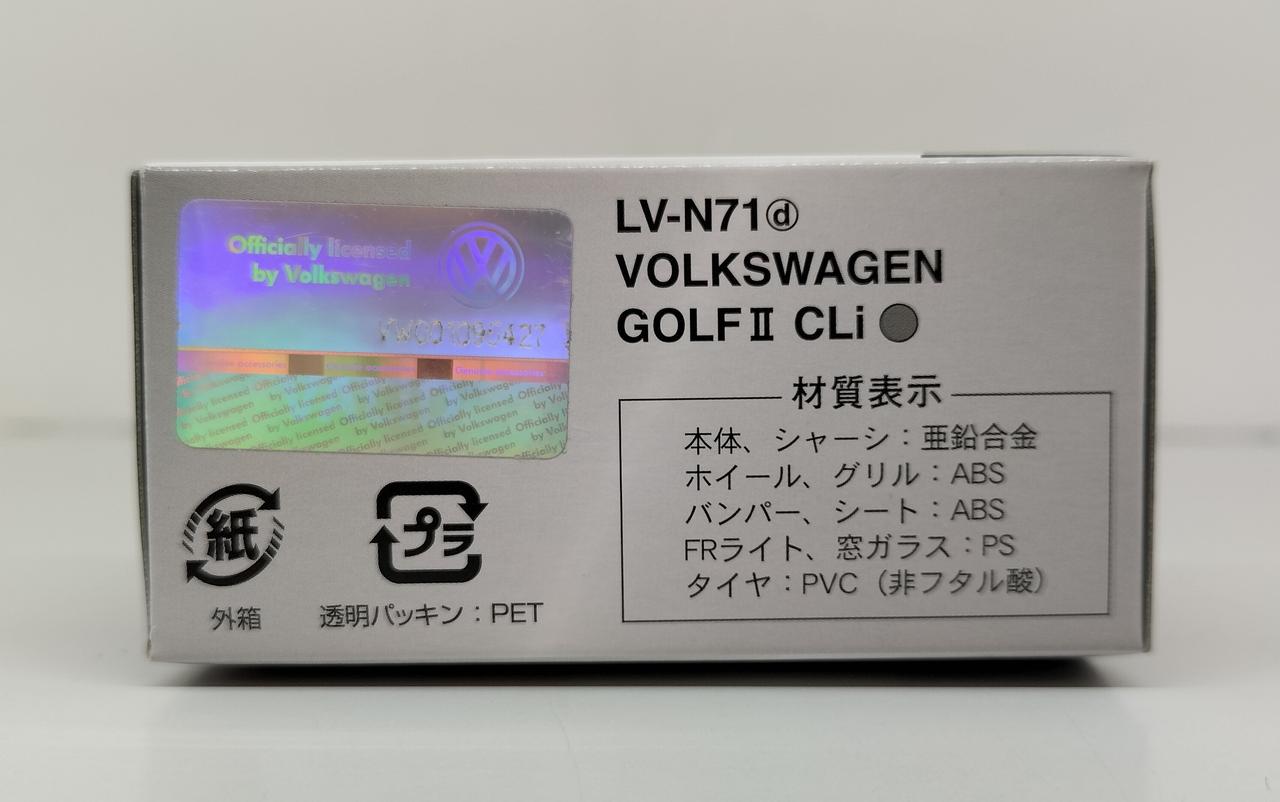 Officially licensed
by Volkswagen
LV-N71ⓓ
VOLKSWAGEN
GOLFⅡ CLi
材質表示
本体、シャーシ：亜鉛合金
ホイール、グリル：ABS
バンパー、シート：ABS
FRライト、窓ガラス：PS
タイヤ：PVC（非フタル酸）
紙
外箱
プラ
透明パッキン：PET